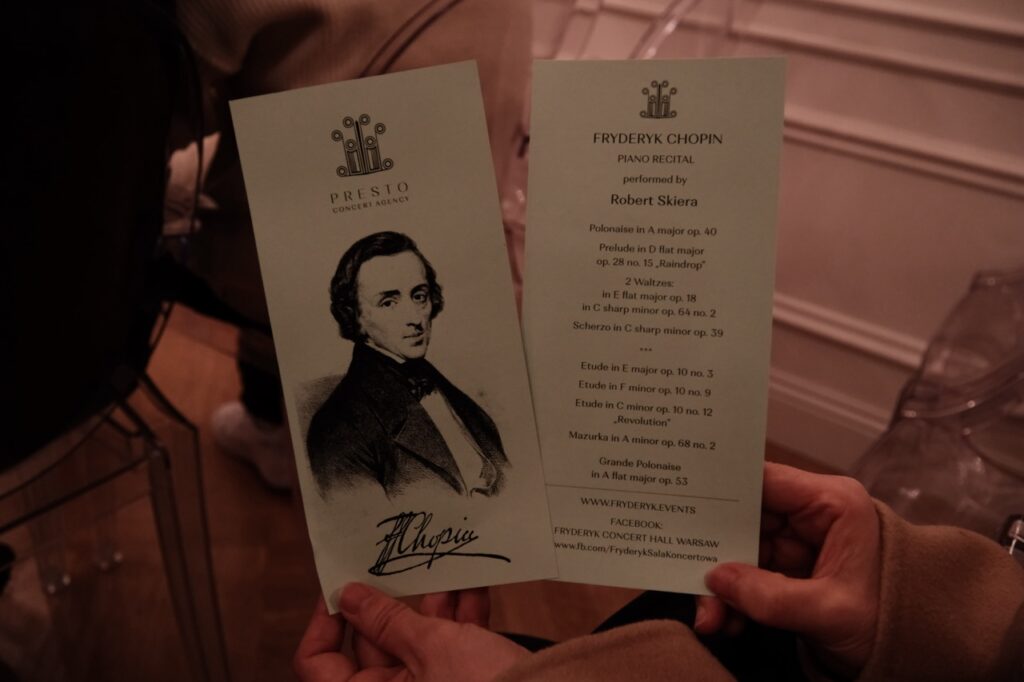 PRESTO
CONCERT AGENCY
FFChopin
FRYDERYK CHOPIN
PIANO RECITAL
performed by
Robert Skiera
Polonaise in A major op. 40
Prelude in D flat major
op. 28 no. 15 „Raindrop”
2 Waltzes:
in E flat major op. 18
in C sharp minor op. 64 no. 2
Scherzo in C sharp minor op. 39
***
Etude in E major op. 10 no. 3
Etude in F minor op. 10 no. 9
Etude in C minor op. 10 no. 12
„Revolution”
Mazurka in A minor op. 68 no. 2
Grande Polonaise
in A flat major op. 53
WWW.FRYDERYK.EVENTS
FACEBOOK:
FRYDERYK CONCERT HALL WARSAW
www.fb.com/FryderykSalaKoncertowa